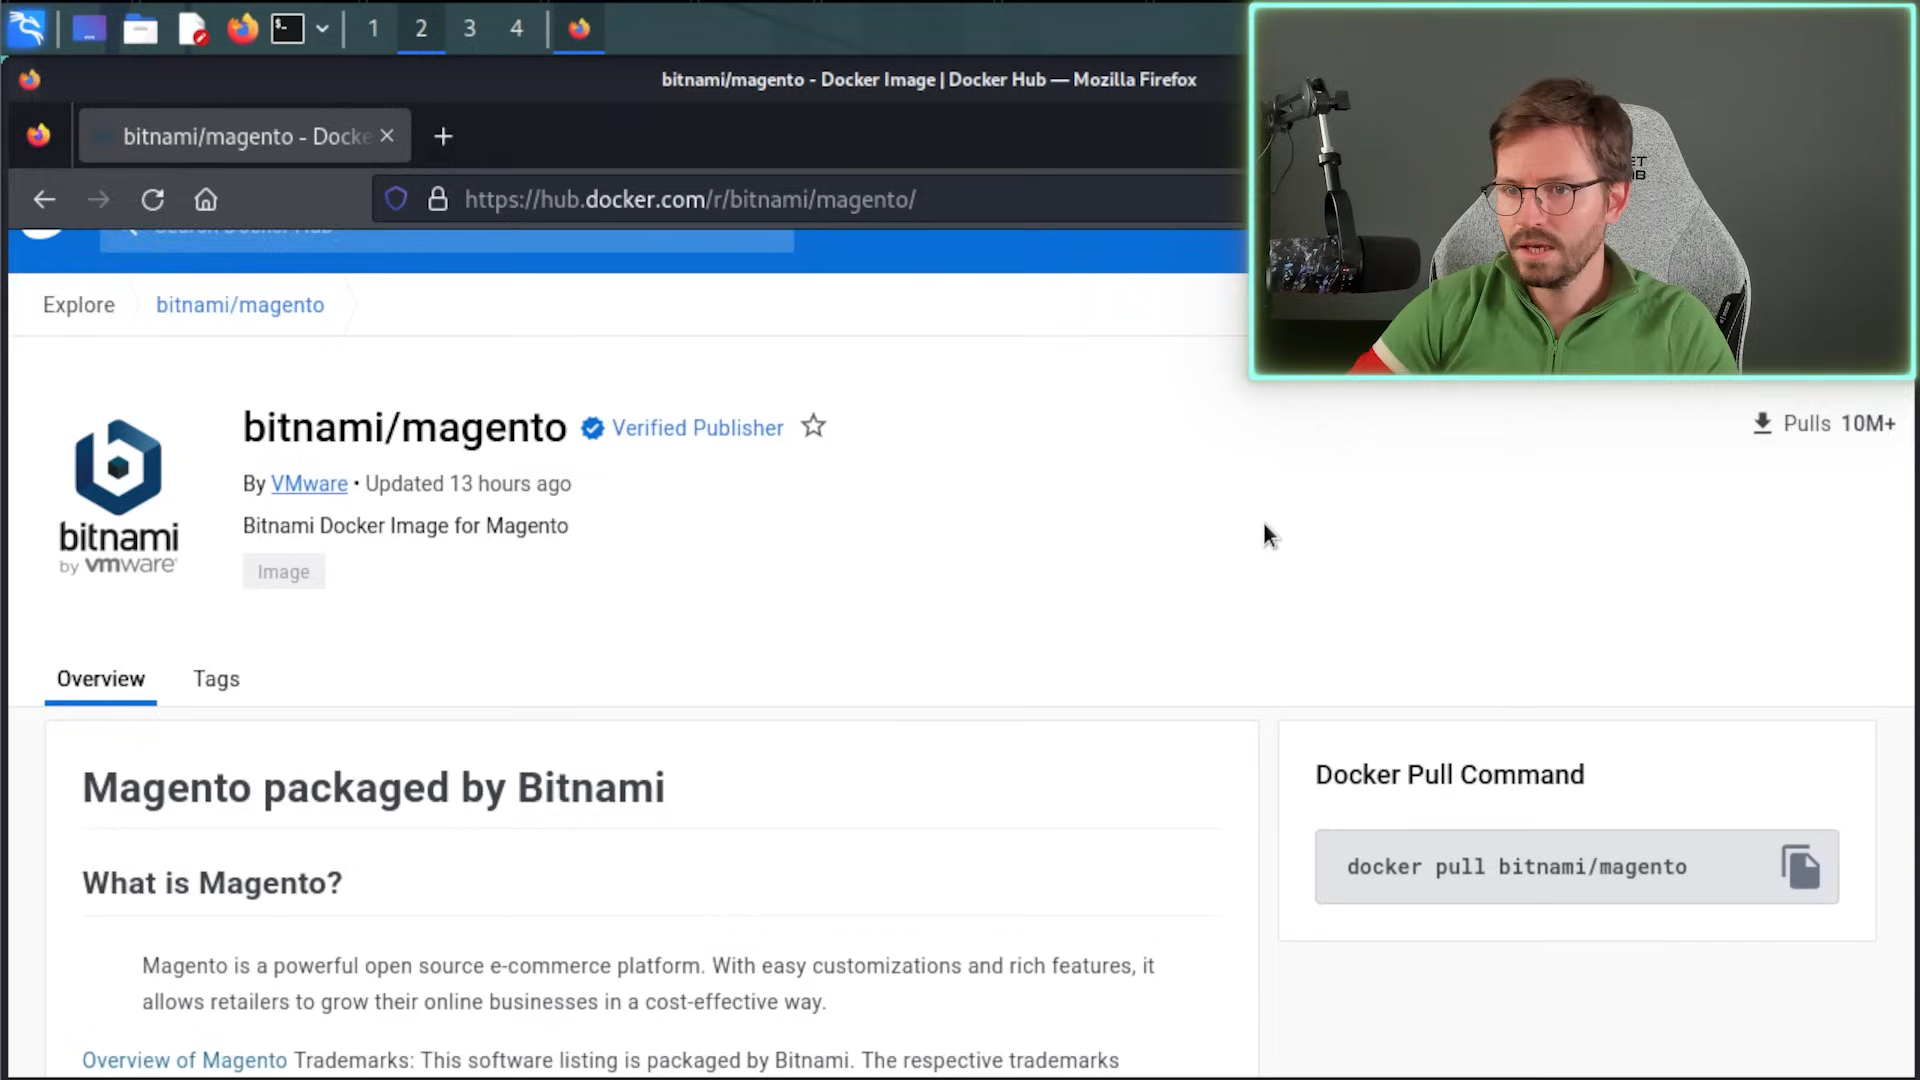 1 2 3 4
bitnami/magento - Docker Image | Docker Hub — Mozilla Firefox
bitnami/magento - Docke
https://hub.docker.com/r/bitnami/magento/
Search Docker Hub
Explore bitnami/magento
bitnami/magento Verified Publisher
Pulls 10M+
By VMware • Updated 13 hours ago
Bitnami Docker Image for Magento
Image
bitnami
by vmware
Overview Tags
Magento packaged by Bitnami
What is Magento?
Magento is a powerful open source e-commerce platform. With easy customizations and rich features, it
allows retailers to grow their online businesses in a cost-effective way.
Overview of Magento Trademarks: This software listing is packaged by Bitnami. The respective trademarks
Docker Pull Command
docker pull bitnami/magento